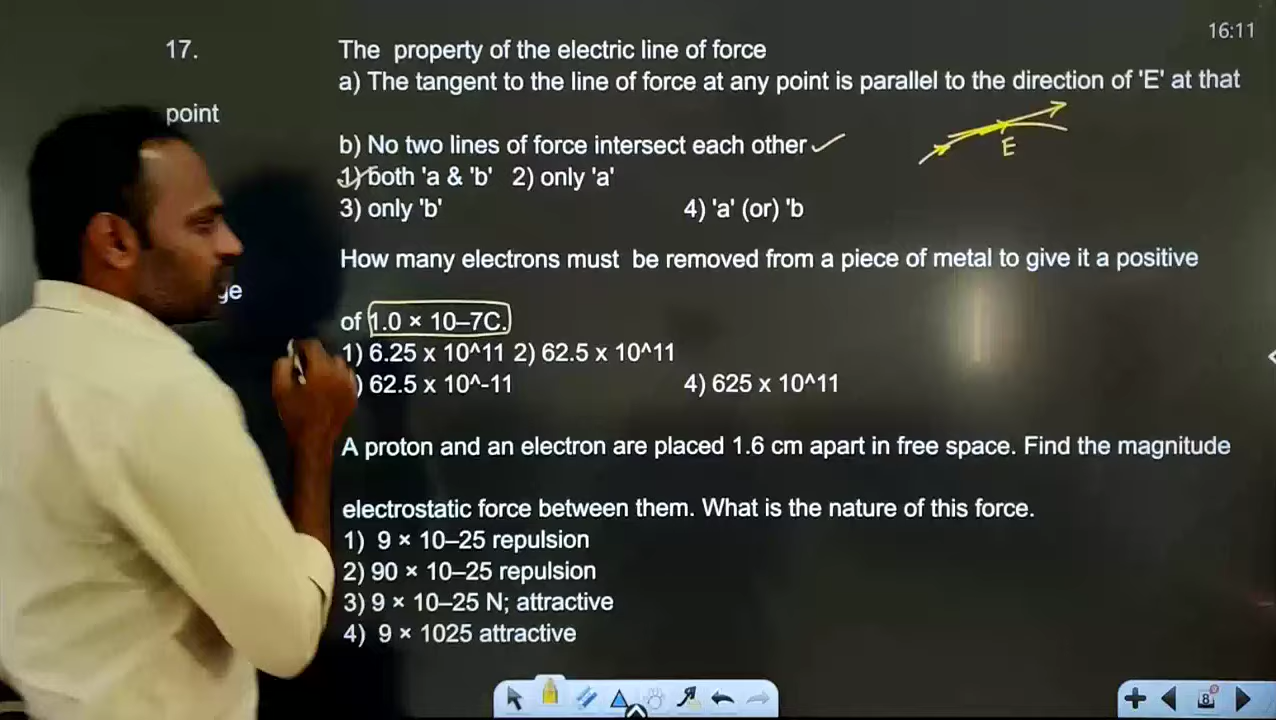 16:11
17.
The property of the electric line of force
a) The tangent to the line of force at any point is parallel to the direction of 'E' at that
point
E
b) No two lines of force intersect each other
1) both 'a & 'b' 2) only 'a'
3) only 'b' 4) 'a' (or) 'b
How many electrons must be removed from a piece of metal to give it a positive
ge
of 1.0 × 10–7C.
1) 6.25 x 10^11 2) 62.5 x 10^11
) 62.5 x 10^-11 4) 625 x 10^11
A proton and an electron are placed 1.6 cm apart in free space. Find the magnitude
electrostatic force between them. What is the nature of this force.
1) 9 × 10–25 repulsion
2) 90 × 10–25 repulsion
3) 9 × 10–25 N; attractive
4) 9 × 1025 attractive
8